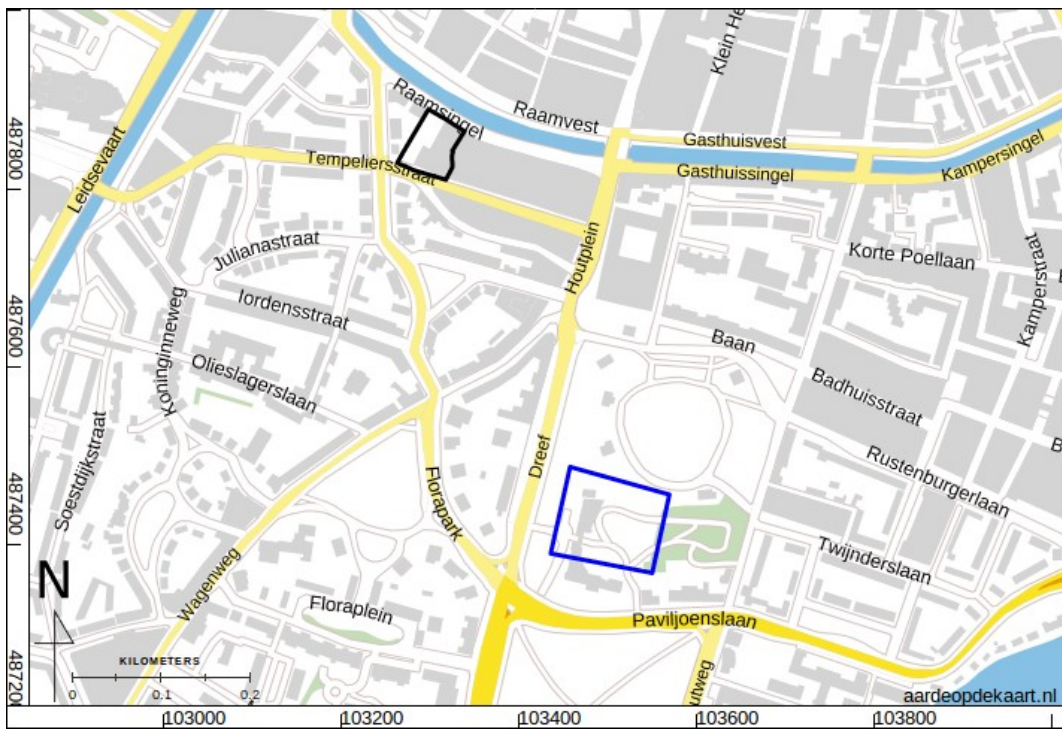 Klein He
Raamsingel
Raamvest
Gasthuisvest
Gasthuissingel
Kampersingel
Leidsevaart
Tempeliersstraat
Julianastraat
Houtplein
Korte Poellaan
Kamperstraat
Iordensstraat
Koninginneweg
Olieslagerslaan
Baan
Badhuisstraat
Soestdijkstraat
Dreef
Rustenburgerlaan
Florapark
Twijnderslaan
Wagenweg
Floraplein
Paviljoenslaan
utweg
N
KILOMETERS
0 0.1 0.2
aardeopdekaart.nl
487800
487600
487400
487200
103000 103200 103400 103600 103800